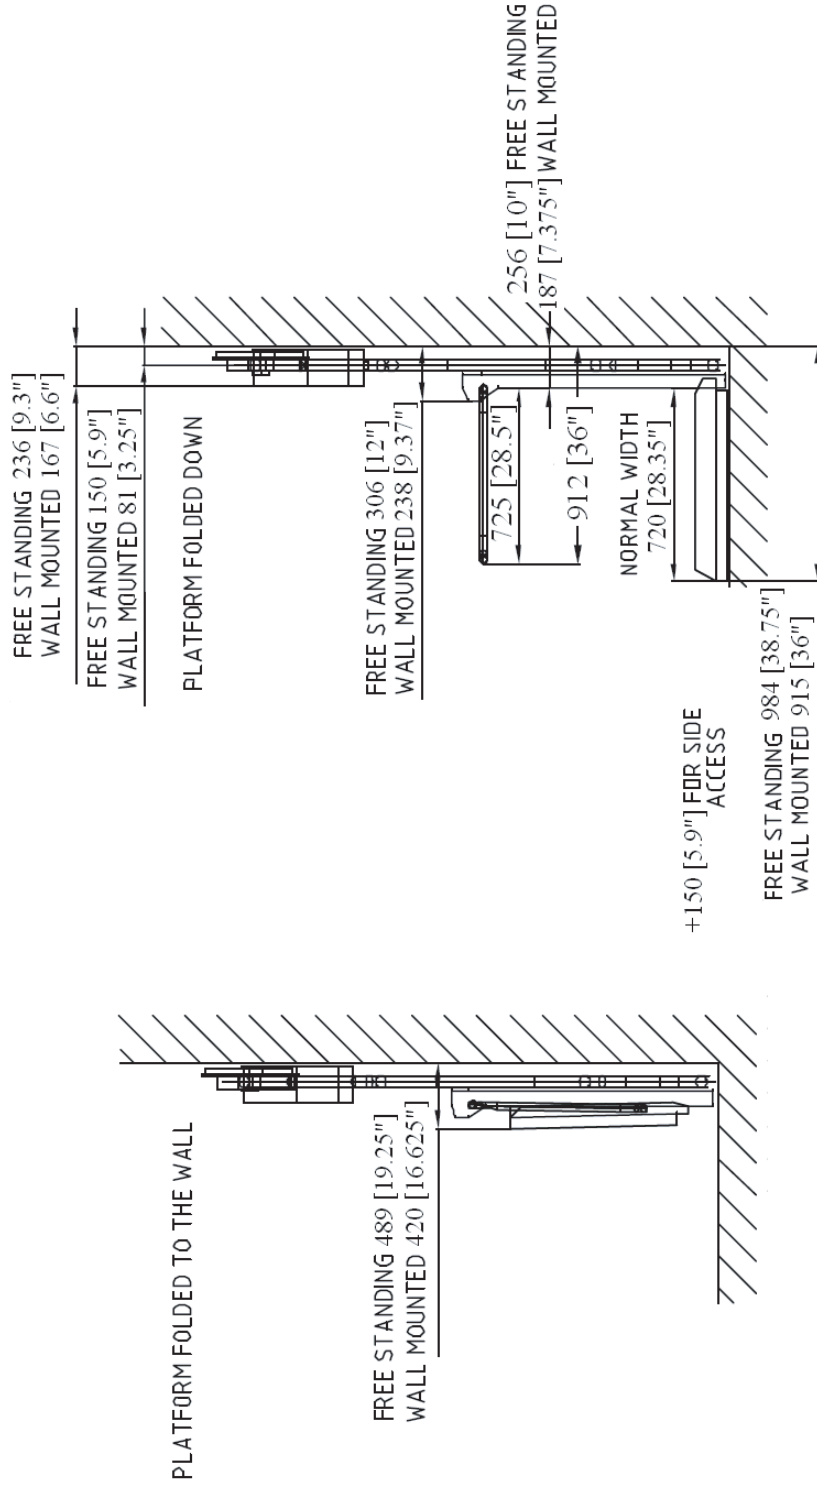 PLATFORM FOLDED TO THE WALL
FREE STANDING 489 [19.25"]
WALL MOUNTED 420 [16.625"]
FREE STANDING 236 [9.3"]
WALL MOUNTED 167 [6.6"]
FREE STANDING 150 [5.9"]
WALL MOUNTED 81 [3.25"]
PLATFORM FOLDED DOWN
FREE STANDING 306 [12"]
WALL MOUNTED 238 [9.37"]
256 [10"] FREE STANDING
187 [7.375"] WALL MOUNTED
725 [28.5"]
912 [36"]
NORMAL WIDTH
720 [28.35"]
+150 [5.9"] FOR SIDE
ACCESS
FREE STANDING 984 [38.75"]
WALL MOUNTED 915 [36"]